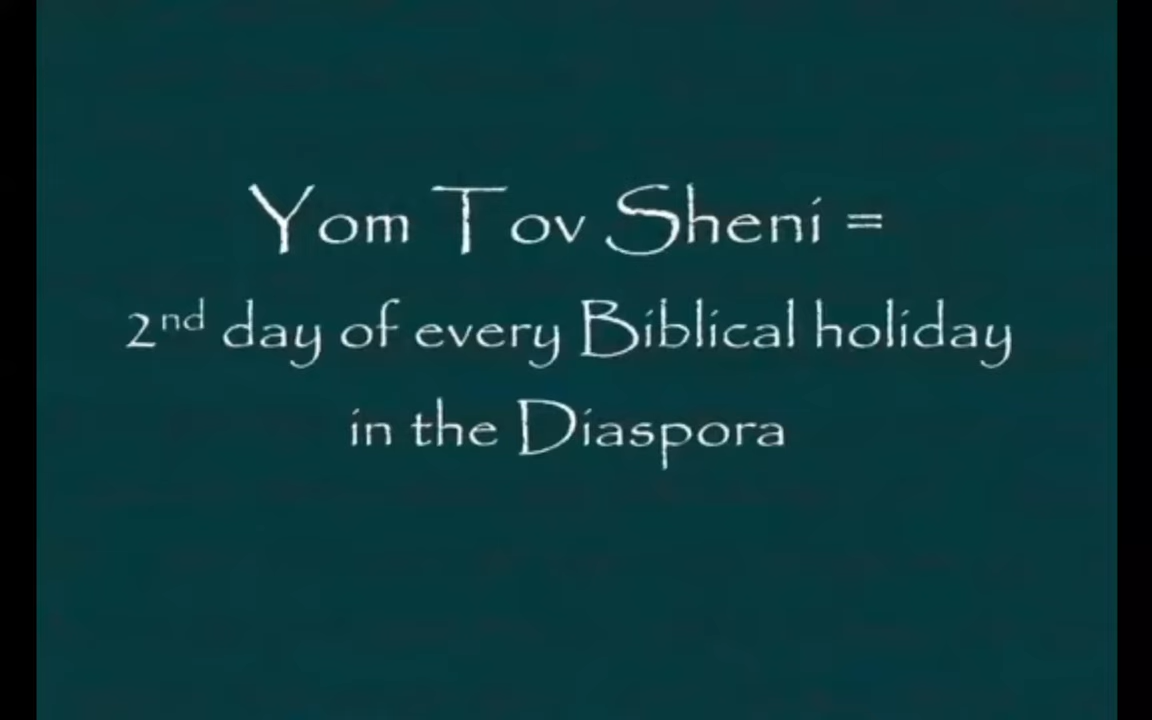 Yom Tov Sheni =
2nd day of every Biblical holiday
in the Diaspora